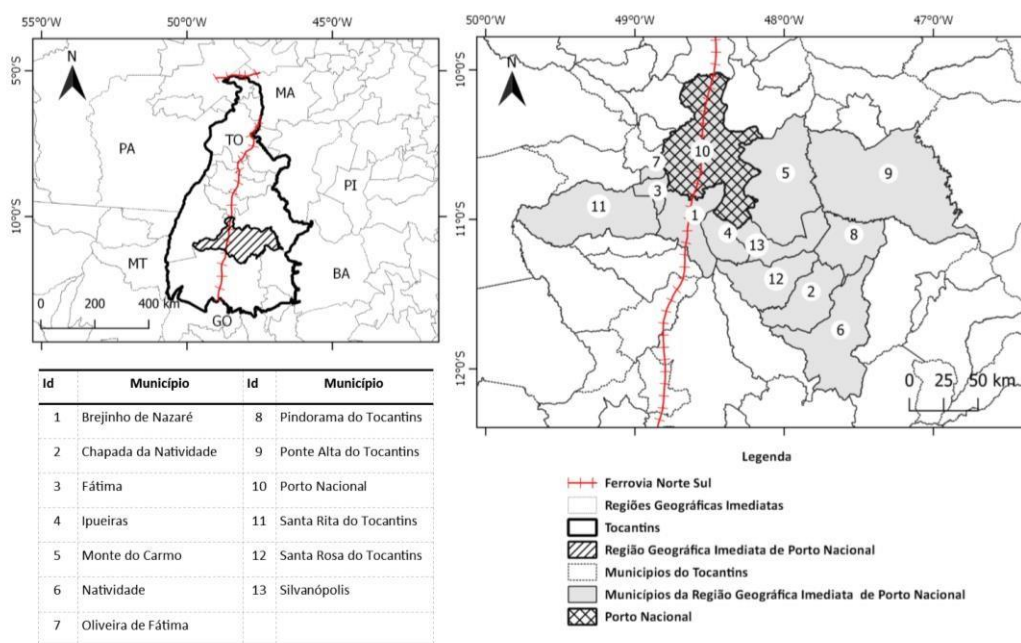 55°0'S
50°0'S
45°0'S
N
5°0'S
10°0'S
MA
PA
TO
PI
MT
BA
GO
0 200 400 km
50°0'S
49°0'S
48°0'S
47°0'S
N
10°0'S
11°0'S
12°0'S
10
7
3
5
9
11
1
4
13
8
12
2
6
0 25 50 km
Id Município Id Município
1 Brejinho de Nazaré 8 Pindorama do Tocantins
2 Chapada da Natividade 9 Ponte Alta do Tocantins
3 Fátima 10 Porto Nacional
4 Ipueiras 11 Santa Rita do Tocantins
5 Monte do Carmo 12 Santa Rosa do Tocantins
6 Natividade 13 Silvanópolis
7 Oliveira de Fátima
Legenda
Ferrovia Norte Sul
Regiões Geográficas Imediatas
Tocantins
Região Geográfica Imediata de Porto Nacional
Municipios do Tocantins
Municípios da Região Geográfica Imediata de Porto Nacional
Porto Nacional